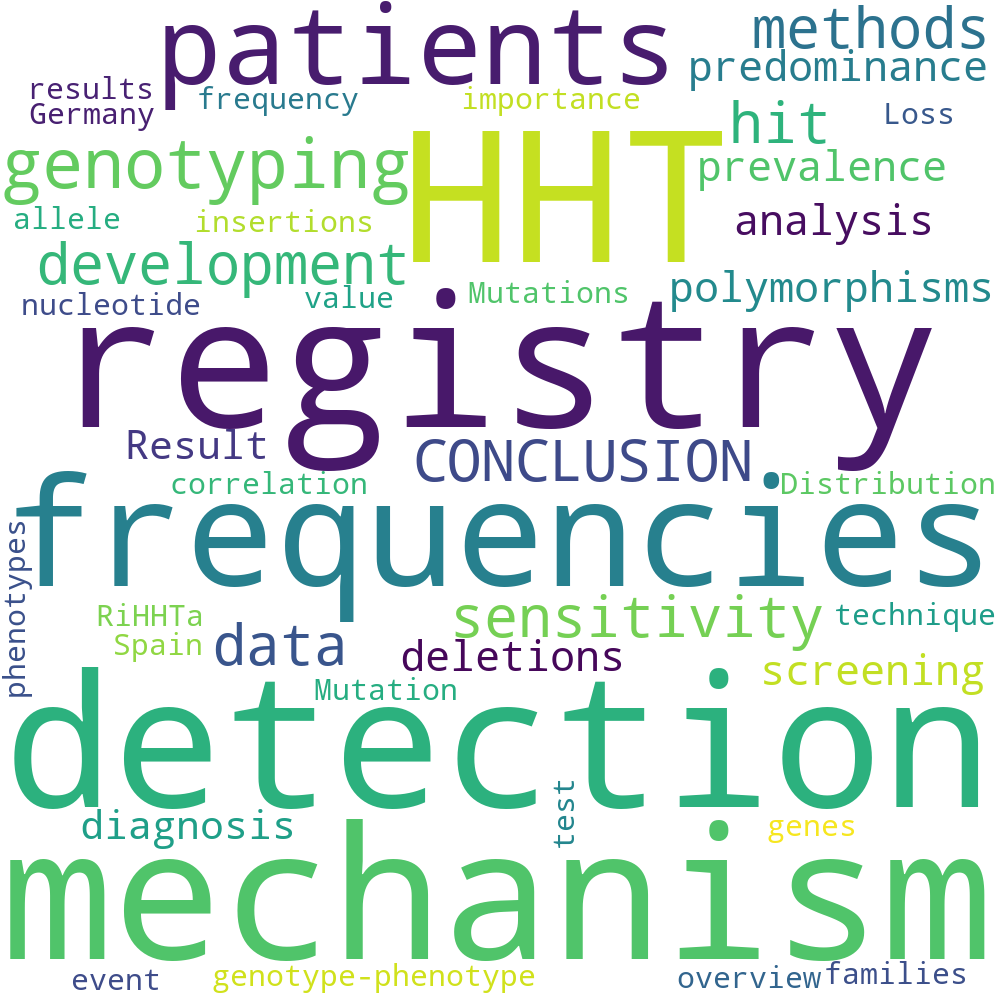 patients
methods
predominance
results
frequency
importance
Germany
Loss
HHT
hit
genotyping
prevalence
allele
insertions
analysis
development
polymorphisms
nucleotide
value
Mutations
registry
Result
CONCLUSION
correlation
Distribution
frequencies
phenotypes
RiHHTa
sensitivity
technique
Spain
data
deletions
screening
Mutation
detection
test
diagnosis
genes
mechanism
event
genotype-phenotype
overview
families